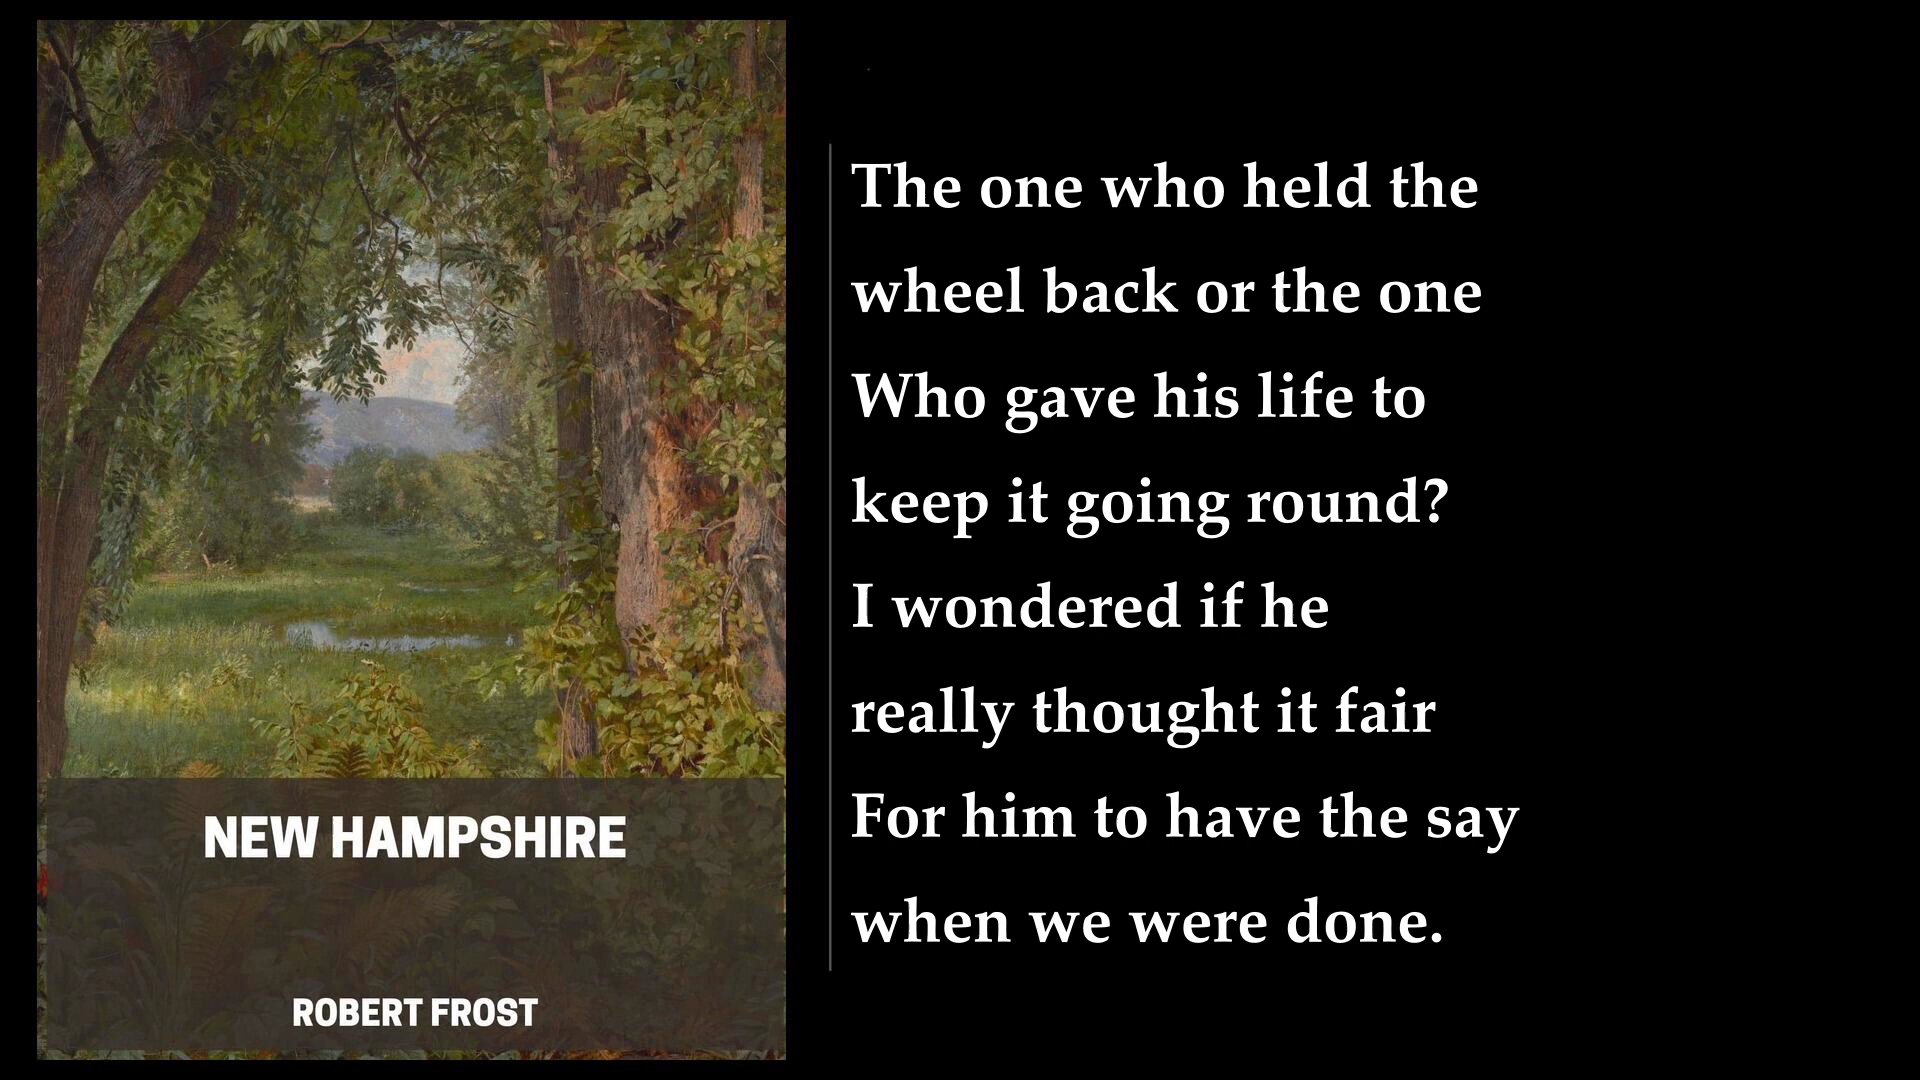 NEW HAMPSHIRE
ROBERT FROST
The one who held the
wheel back or the one
Who gave his life to
keep it going round?
I wondered if he
really thought it fair
For him to have the say
when we were done.